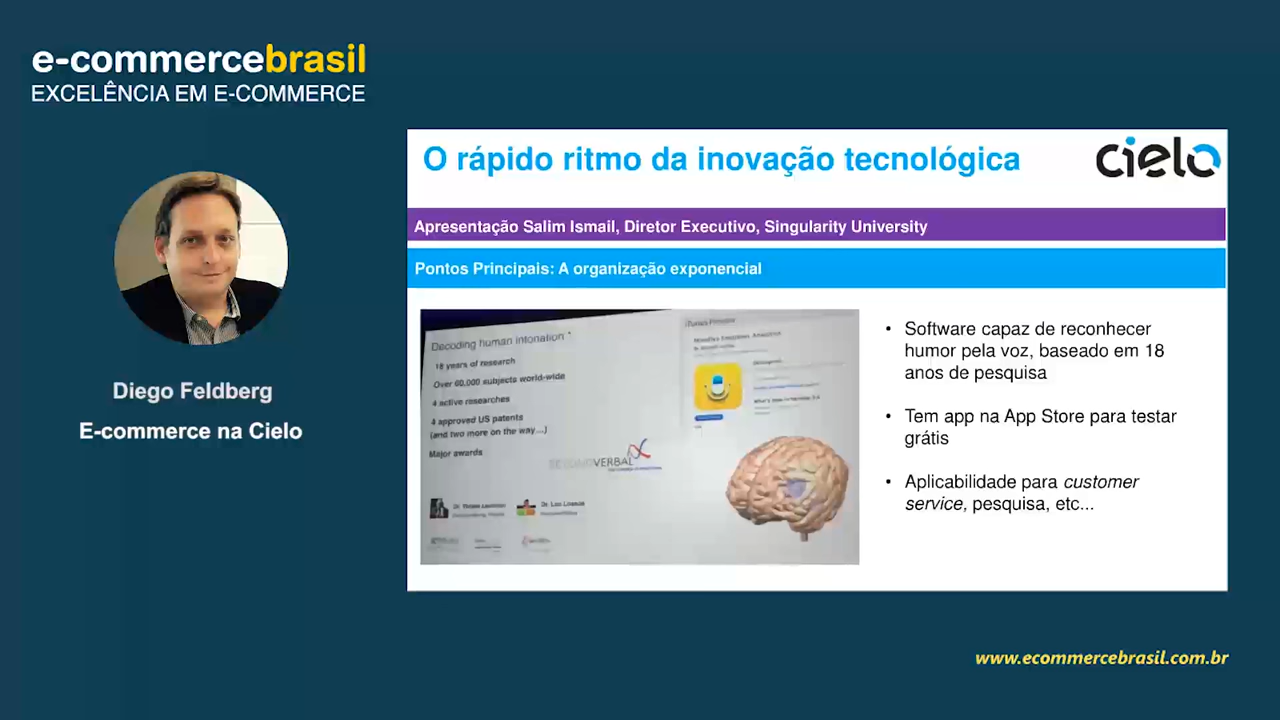 e-commercebrasil
EXCELÊNCIA EM E-COMMERCE
Diego Feldberg
E-commerce na Cielo
O rápido ritmo da inovação tecnológica
cielo
Apresentação Salim Ismail, Diretor Executivo, Singularity University
Pontos Principais: A organização exponencial
Decoding human intonation
18 years of research
Over 60,000 subjects world-wide
4 active researches
4 approved US patents
(and two more on the way...)
Major awards
BEYONDVERBAL
• Software capaz de reconhecer
humor pela voz, baseado em 18
anos de pesquisa
• Tem app na App Store para testar
grátis
• Aplicabilidade para customer
service, pesquisa, etc...
www.ecommercebrasil.com.br